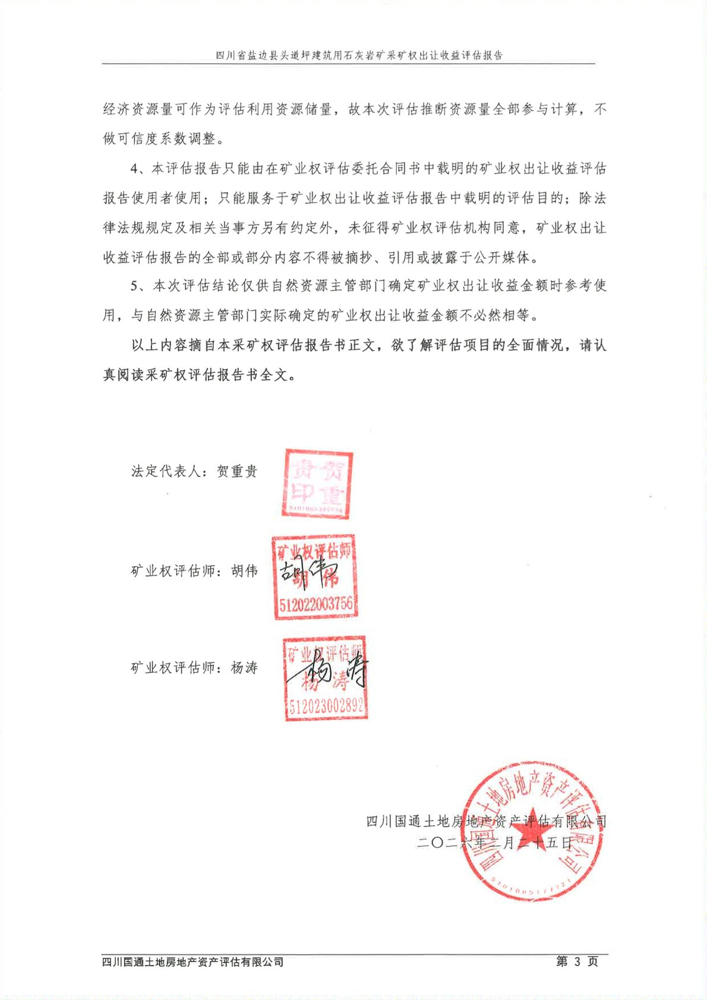 四川省盐边县头道坪建筑用石灰岩矿采矿权出让收益评估报告
经济资源量可作为评估利用资源储量，故本次评估推断资源量全部参与计算，不
做可信度系数调整。
4、本评估报告只能由在矿业权评估委托合同书中载明的矿业权出让收益评估
报告使用者使用；只能服务于矿业权出让收益评估报告中载明的评估目的；除法
律法规规定及相关当事方另有约定外，未征得矿业权评估机构同意，矿业权出让
收益评估报告的全部或部分内容不得被摘抄、引用或披露于公开媒体。
5、本次评估结论仅供自然资源主管部门确定矿业权出让收益金额时参考使
用，与自然资源主管部门实际确定的矿业权出让收益金额不必然相等。
以上内容摘自本采矿权评估报告书正文，欲了解评估项目的全面情况，请认
真阅读采矿权评估报告书全文。
法定代表人：贺重贵
贵贺
印重
矿业权评估师：胡伟
矿业权评估师
胡伟
胡伟
512022003756
矿业权评估师：杨涛
矿业权评估师
杨涛
杨涛
512023002892
四川国通土地房地产资产评估有限公司
四川国通土地房地产资产评估有限公司
二〇二六年二月二十五日
四川国通土地房地产资产评估有限公司
第 3 页